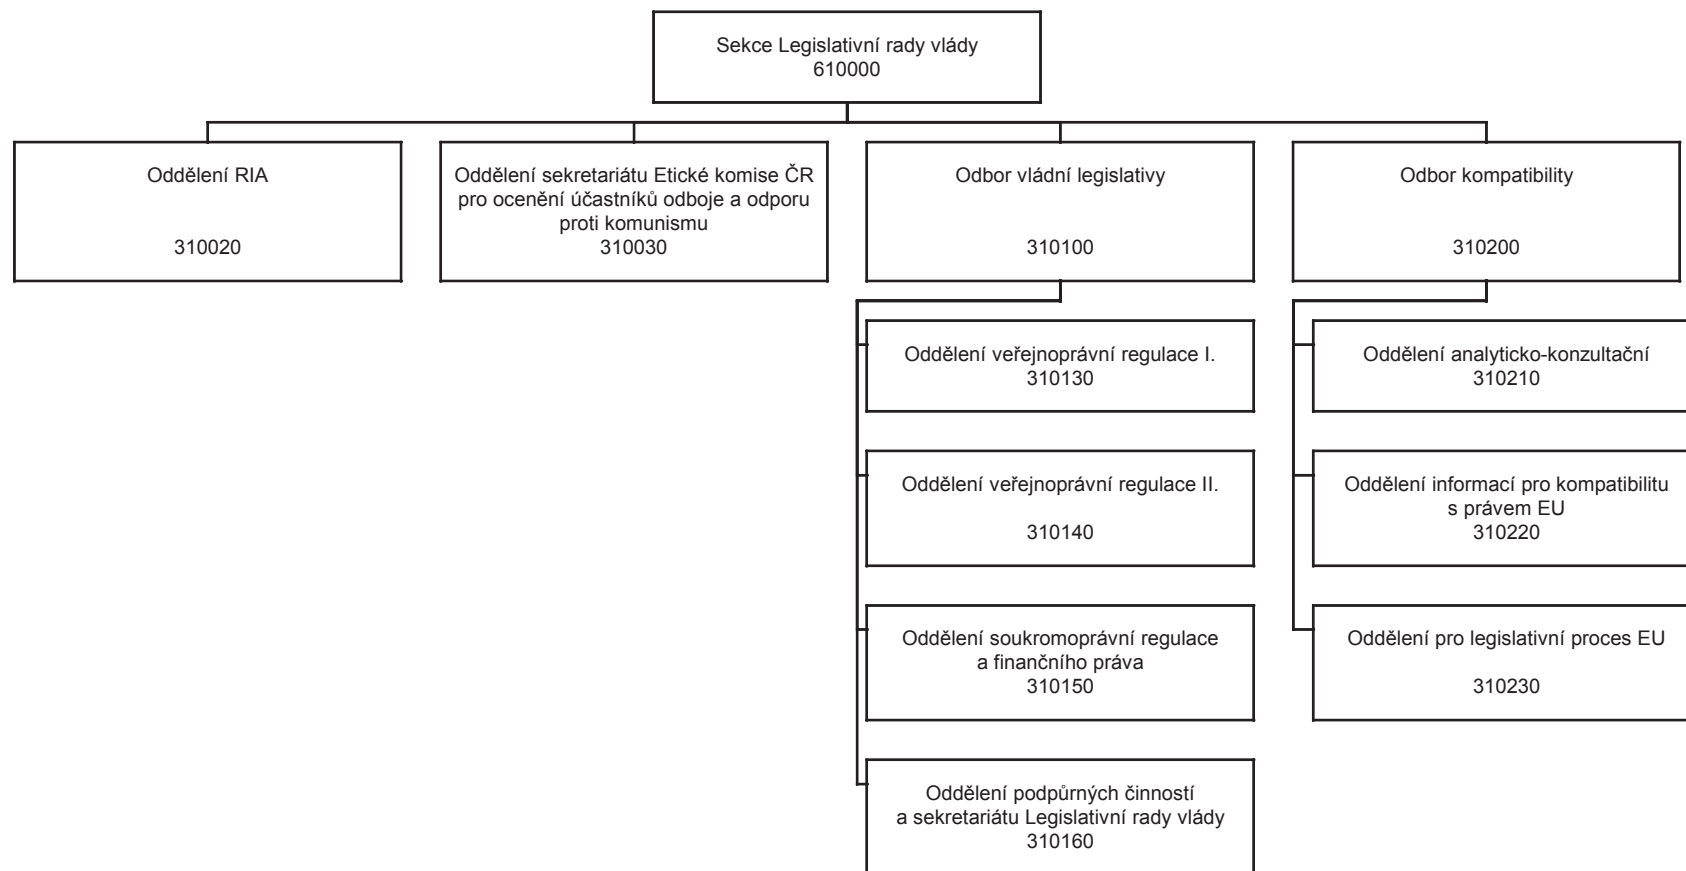 Sekce Legislativní rady vlády
610000
Oddělení RIA
310020
Oddělení sekretariátu Etické komise ČR
pro ocenění účastníků odboje a odporu
proti komunismu
310030
Odbor vládní legislativy
310100
Odbor kompatibility
310200
Oddělení veřejnoprávní regulace I.
310130
Oddělení veřejnoprávní regulace II.
310140
Oddělení soukromoprávní regulace
a finančního práva
310150
Oddělení podpůrných činností
a sekretariátu Legislativní rady vlády
310160
Oddělení analyticko-konzultační
310210
Oddělení informací pro kompatibilitu
s právem EU
310220
Oddělení pro legislativní proces EU
310230